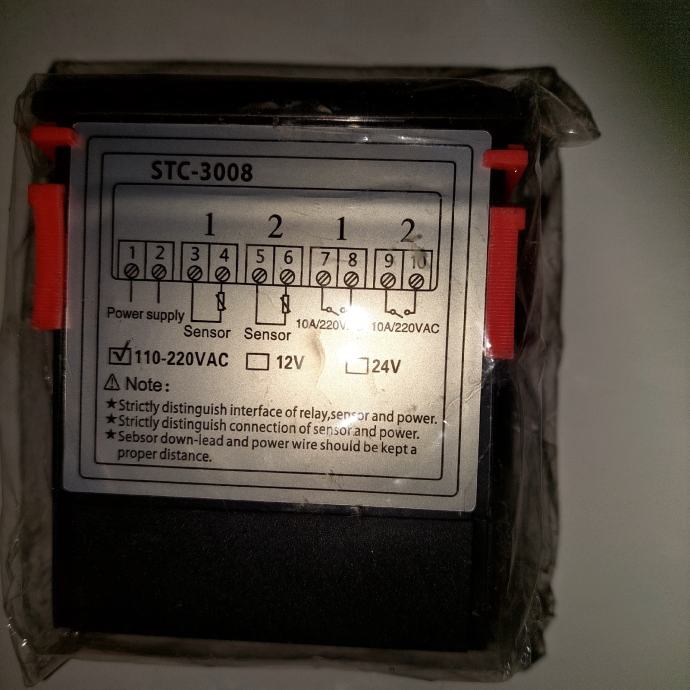 STC-3008
1 2 1 2
1 2 3 4 5 6 7 8 9 10
Power supply
Sensor Sensor 10A/220VAC 10A/220VAC
110-220VAC 12V 24V
⚠ Note:
★Strictly distinguish interface of relay,sensor and power.
★Strictly distinguish connection of sensor and power.
★Sebsor down-lead and power wire should be kept a
proper distance.